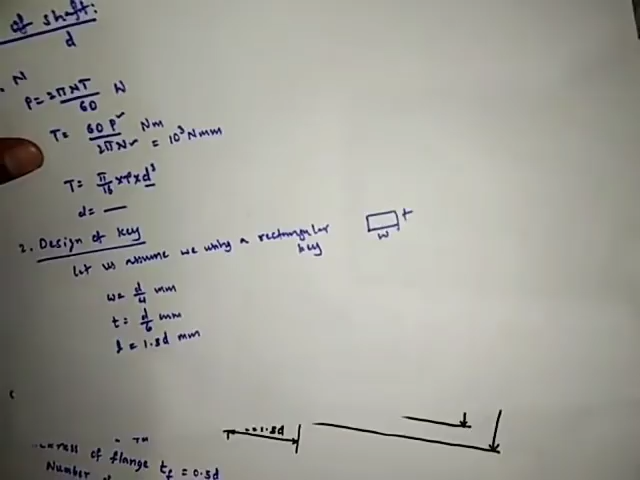 of shaft:
d
N
P = 2πNT/60 W
T = 60P/2πN Nm = 10³ Nmm
T = π/16 × τ × d³
d = —
2. Design of key
Let us assume we using a rectangular key
t
w
w = d/4 mm
t = d/6 mm
l = 1.5d mm
1.5d
of flange tf = 0.5d
Number